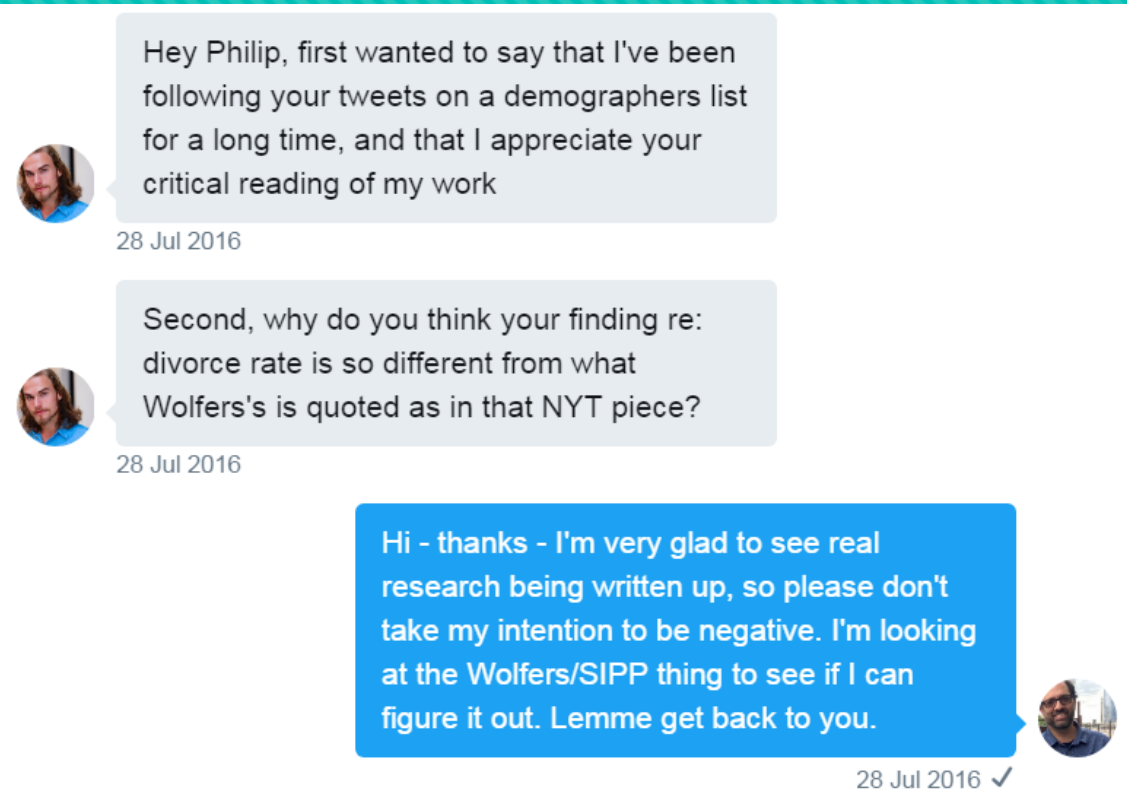 Hey Philip, first wanted to say that I've been
following your tweets on a demographers list
for a long time, and that I appreciate your
critical reading of my work
28 Jul 2016
Second, why do you think your finding re:
divorce rate is so different from what
Wolfers's is quoted as in that NYT piece?
28 Jul 2016
Hi - thanks - I'm very glad to see real
research being written up, so please don't
take my intention to be negative. I'm looking
at the Wolfers/SIPP thing to see if I can
figure it out. Lemme get back to you.
28 Jul 2016 ✓